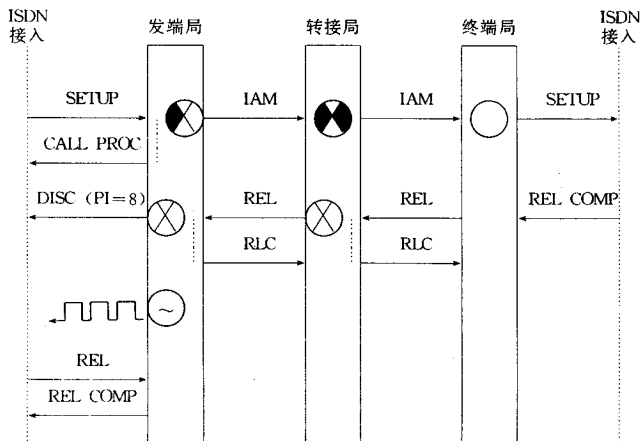 ISDN
接入
发端局
转接局
终端局
ISDN
接入
SETUP
IAM
IAM
SETUP
CALL PROC
DISC (PI=8)
REL
REL
REL COMP
RLC
RLC
~
REL
REL COMP